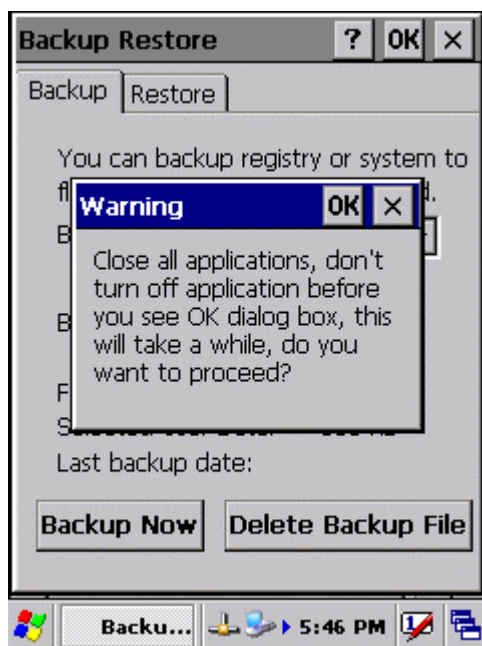 Backup Restore ? OK ×
Backup Restore
You can backup registry or system to
Warning OK ×
Close all applications, don't
turn off application before
you see OK dialog box, this
will take a while, do you
want to proceed?
Last backup date:
Backup Now Delete Backup File
Backu... 5:46 PM